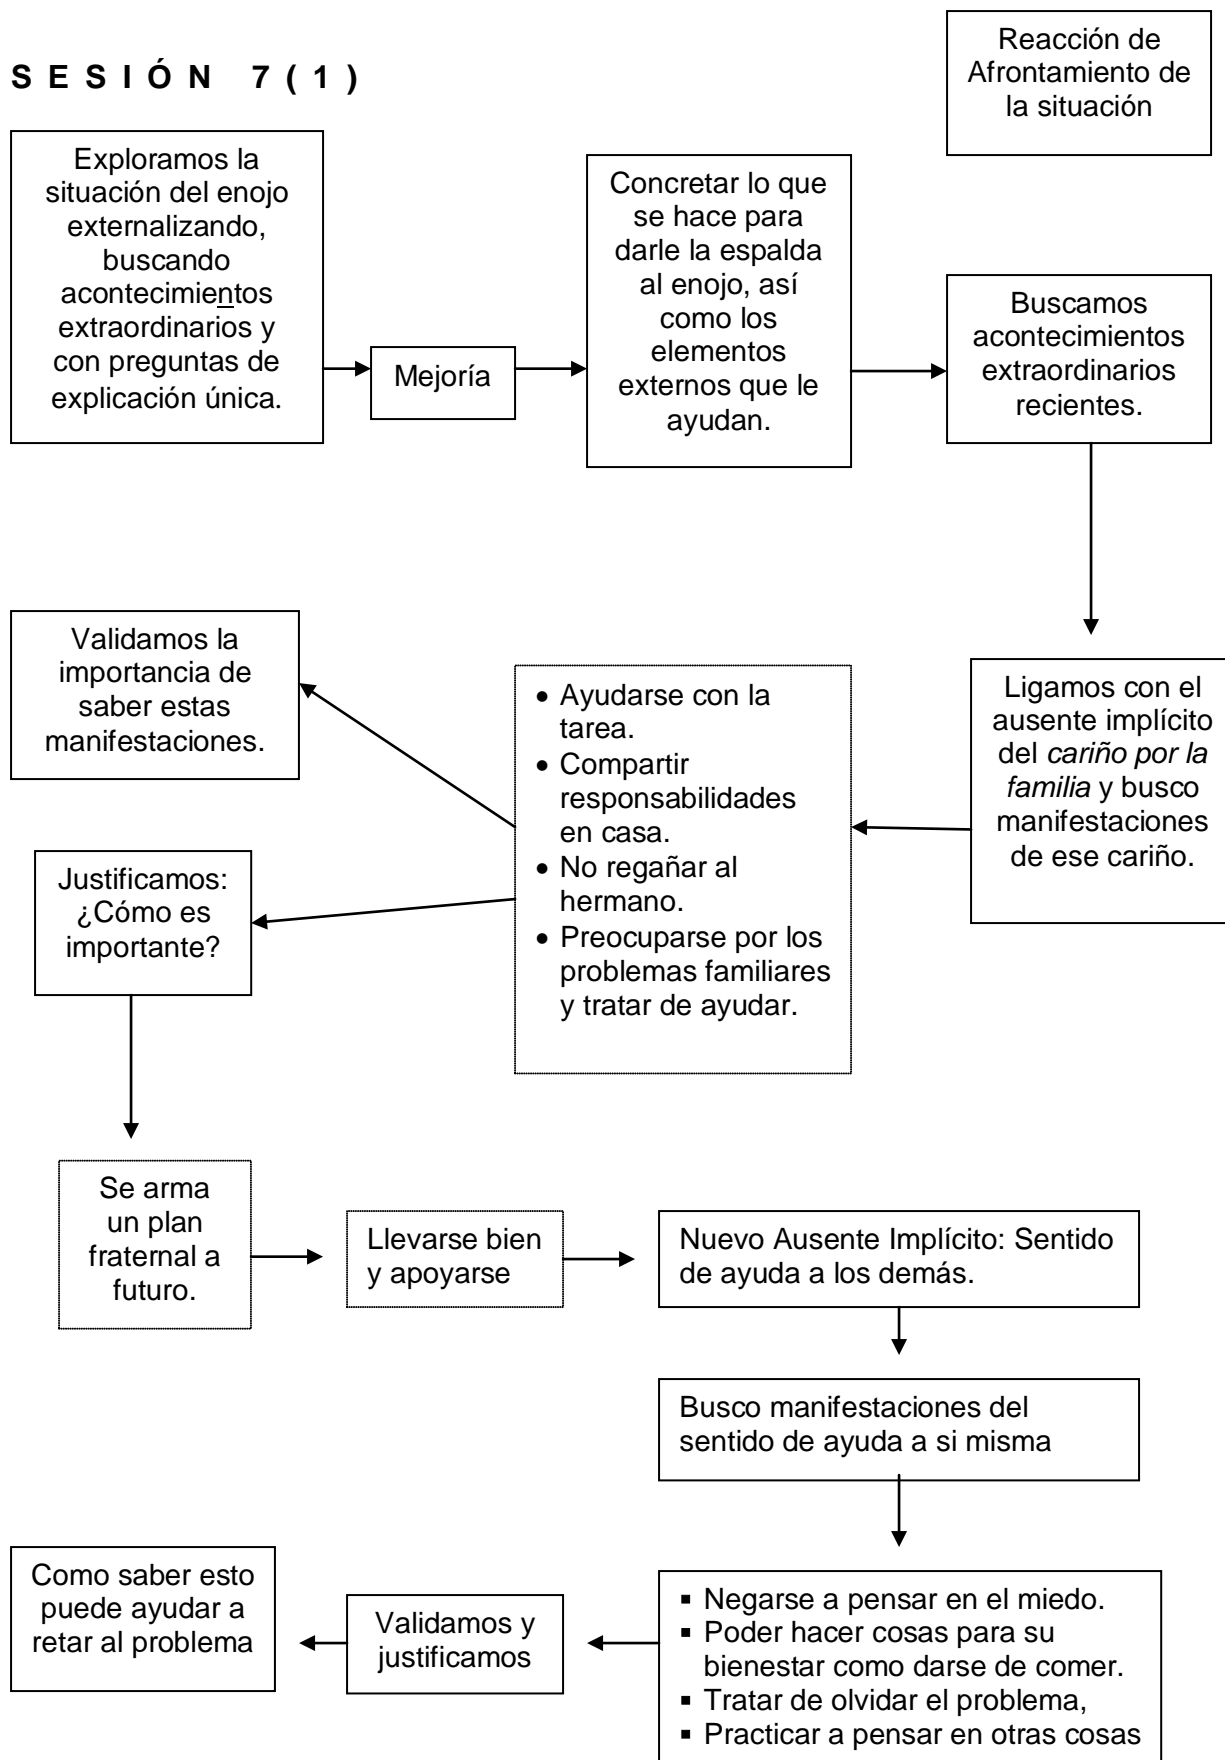 S E S I Ó N 7 ( 1 )
Reacción de
Afrontamiento de
la situación
Exploramos la
situación del enojo
externalizando,
buscando
acontecimientos
extraordinarios y
con preguntas de
explicación única.
Mejoría
Concretar lo que
se hace para
darle la espalda
al enojo, así
como los
elementos
externos que le
ayudan.
Buscamos
acontecimientos
extraordinarios
recientes.
Ligamos con el
ausente implícito
del cariño por la
familia y busco
manifestaciones
de ese cariño.
• Ayudarse con la
tarea.
• Compartir
responsabilidades
en casa.
• No regañar al
hermano.
• Preocuparse por los
problemas familiares
y tratar de ayudar.
Validamos la
importancia de
saber estas
manifestaciones.
Justificamos:
¿Cómo es
importante?
Se arma
un plan
fraternal a
futuro.
Llevarse bien
y apoyarse
Nuevo Ausente Implícito: Sentido
de ayuda a los demás.
Busco manifestaciones del
sentido de ayuda a si misma
▪ Negarse a pensar en el miedo.
▪ Poder hacer cosas para su
bienestar como darse de comer.
▪ Tratar de olvidar el problema,
▪ Practicar a pensar en otras cosas
Validamos y
justificamos
Como saber esto
puede ayudar a
retar al problema